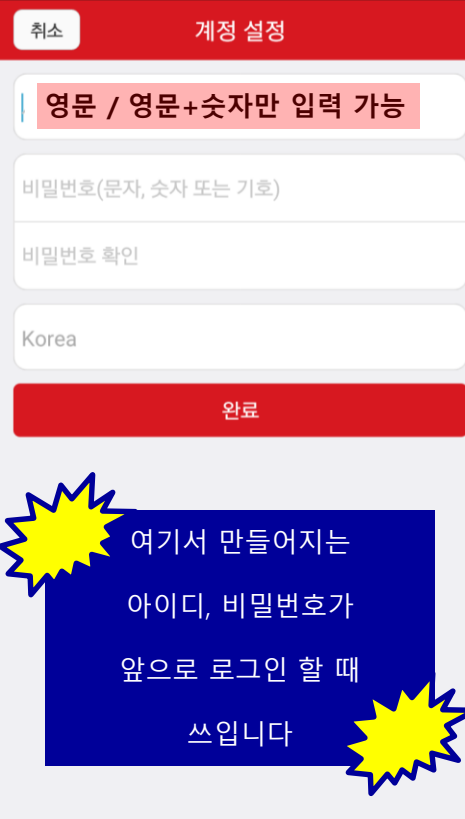 취소
계정 설정
영문 / 영문+숫자만 입력 가능
비밀번호(문자, 숫자 또는 기호)
비밀번호 확인
Korea
완료
여기서 만들어지는
아이디, 비밀번호가
앞으로 로그인 할 때
쓰입니다